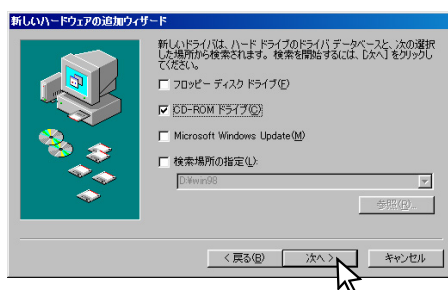 新しいハードウェアの追加ウィザード
新しいドライバは、ハード ドライブのドライバ データベースと、次の選択
した場所から検索されます。検索を開始するには、[次へ] をクリックし
てください。
フロッピー ディスク ドライブ(F)
CD-ROM ドライブ(C)
Microsoft Windows Update(M)
検索場所の指定(L):
D:¥win98
参照(R)...
< 戻る(B)
次へ >
キャンセル